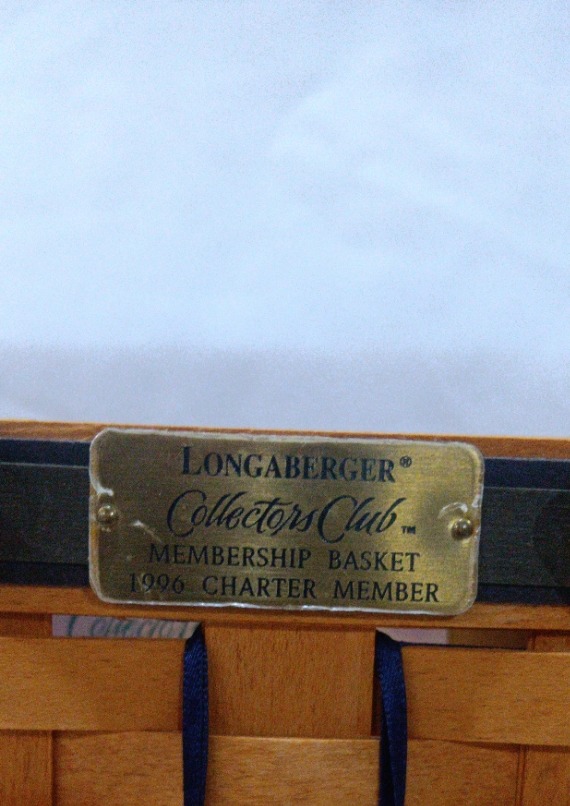 LONGABERGER®
Collectors Club™
MEMBERSHIP BASKET
1996 CHARTER MEMBER